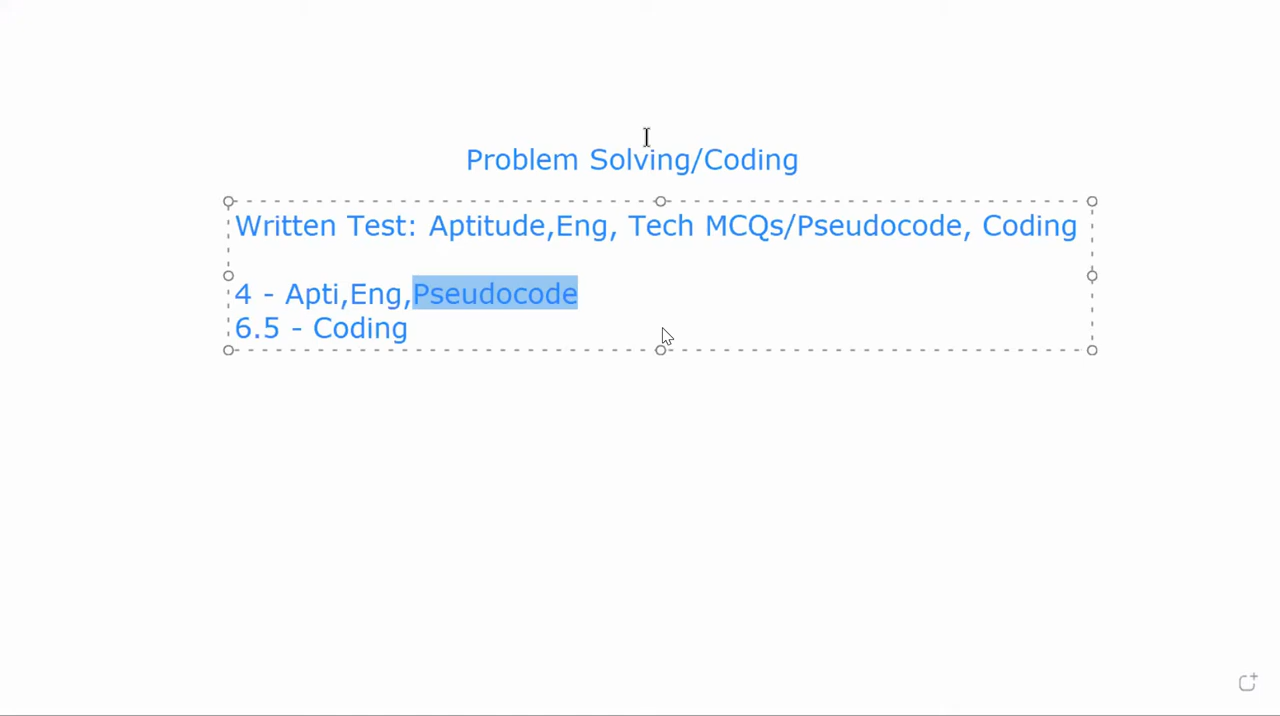 Problem Solving/Coding
Written Test: Aptitude,Eng, Tech MCQs/Pseudocode, Coding
4 - Apti,Eng,Pseudocode
6.5 - Coding